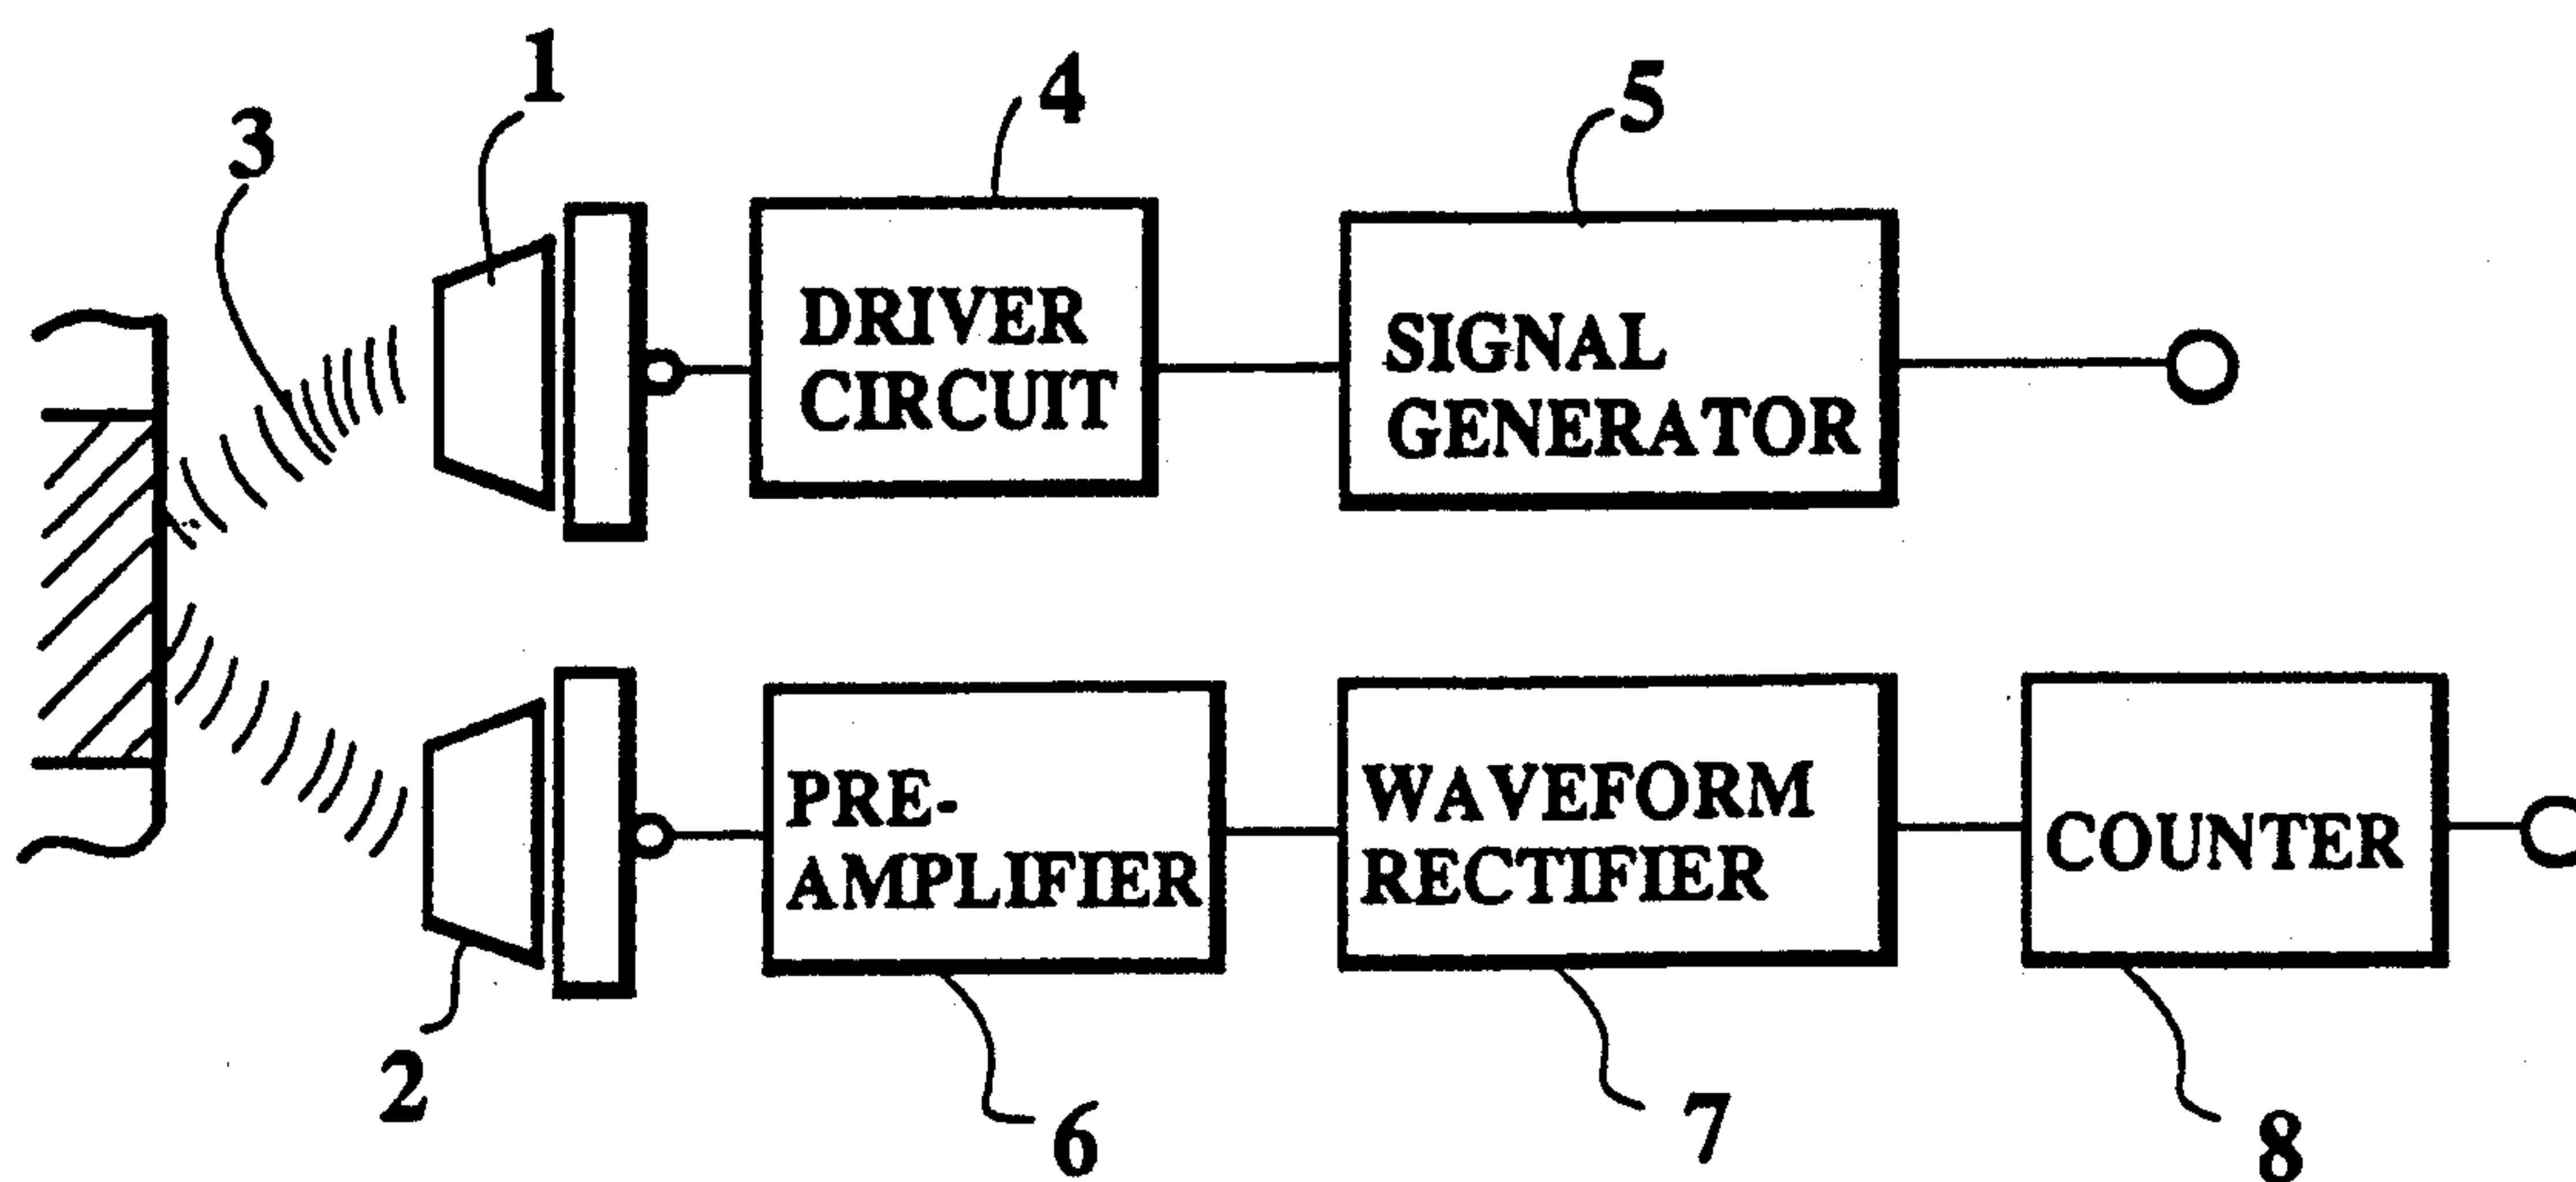 1
3
4
5
DRIVER
CIRCUIT
SIGNAL
GENERATOR
PRE-
AMPLIFIER
WAVEFORM
RECTIFIER
COUNTER
2
6
7
8